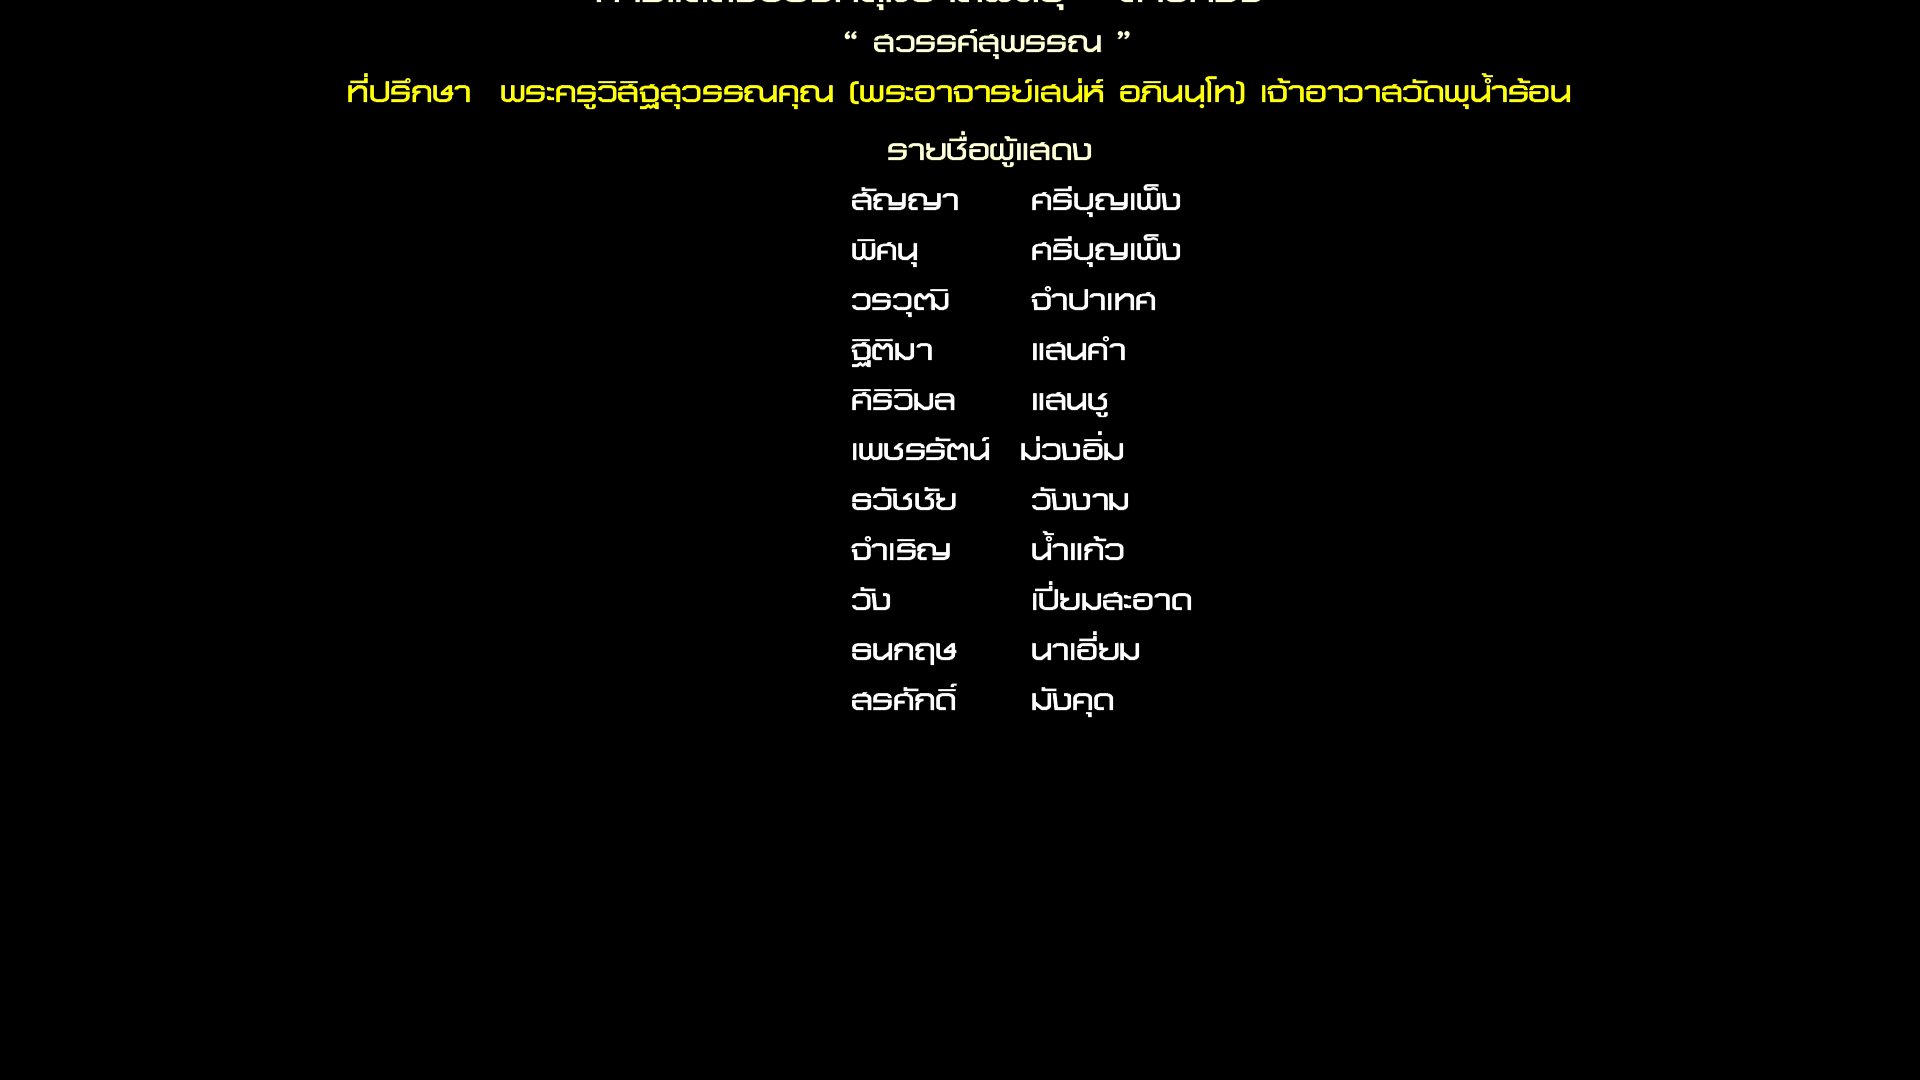 “ สวรรค์สุพรรณ ”
ที่ปรึกษา พระครูวิสิฐสุวรรณคุณ (พระอาจารย์เสน่ห์ อภินนฺโท) เจ้าอาวาสวัดพุน้ำร้อน
รายชื่อผู้แสดง
สัญญา ศรีบุญเพ็ง
พิศนุ ศรีบุญเพ็ง
วรวุฒิ จำปาเทศ
ฐิติมา แสนคำ
ศิริวิมล แสนชู
เพชรรัตน์ ม่วงอิ่ม
ธวัชชัย วังงาม
จำเริญ น้ำแก้ว
วัง เปี่ยมสะอาด
ธนกฤษ นาเอี่ยม
สรศักดิ์ มังคุด